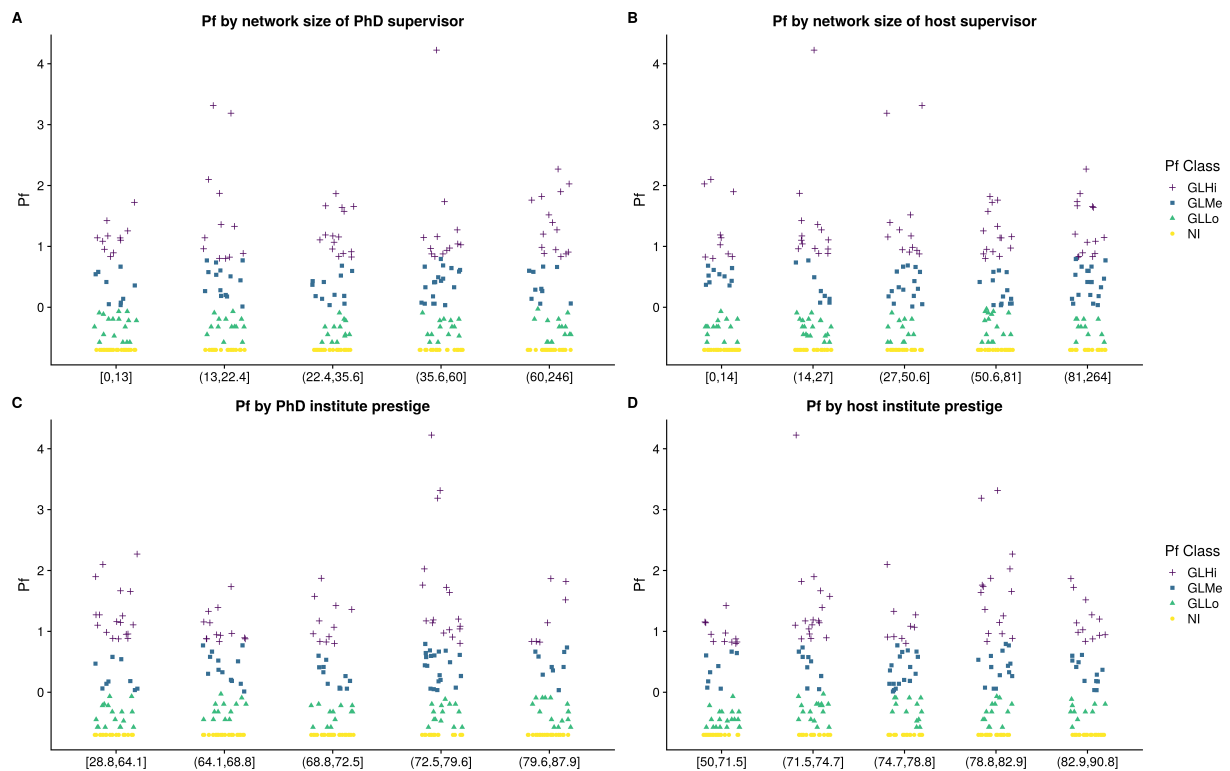 A
Pf by network size of PhD supervisor
Pf
4
3
2
1
0
[0,13]
(13,22.4]
(22.4,35.6]
(35.6,60]
(60,246]
B
Pf by network size of host supervisor
Pf
4
3
2
1
0
[0,14]
(14,27]
(27,50.6]
(50.6,81]
(81,264]
Pf Class
GLHi
GLMe
GLLo
NI
C
Pf by PhD institute prestige
Pf
4
3
2
1
0
[28.8,64.1]
(64.1,68.8]
(68.8,72.5]
(72.5,79.6]
(79.6,87.9]
D
Pf by host institute prestige
Pf
4
3
2
1
0
[50,71.5]
(71.5,74.7]
(74.7,78.8]
(78.8,82.9]
(82.9,90.8]
Pf Class
GLHi
GLMe
GLLo
NI